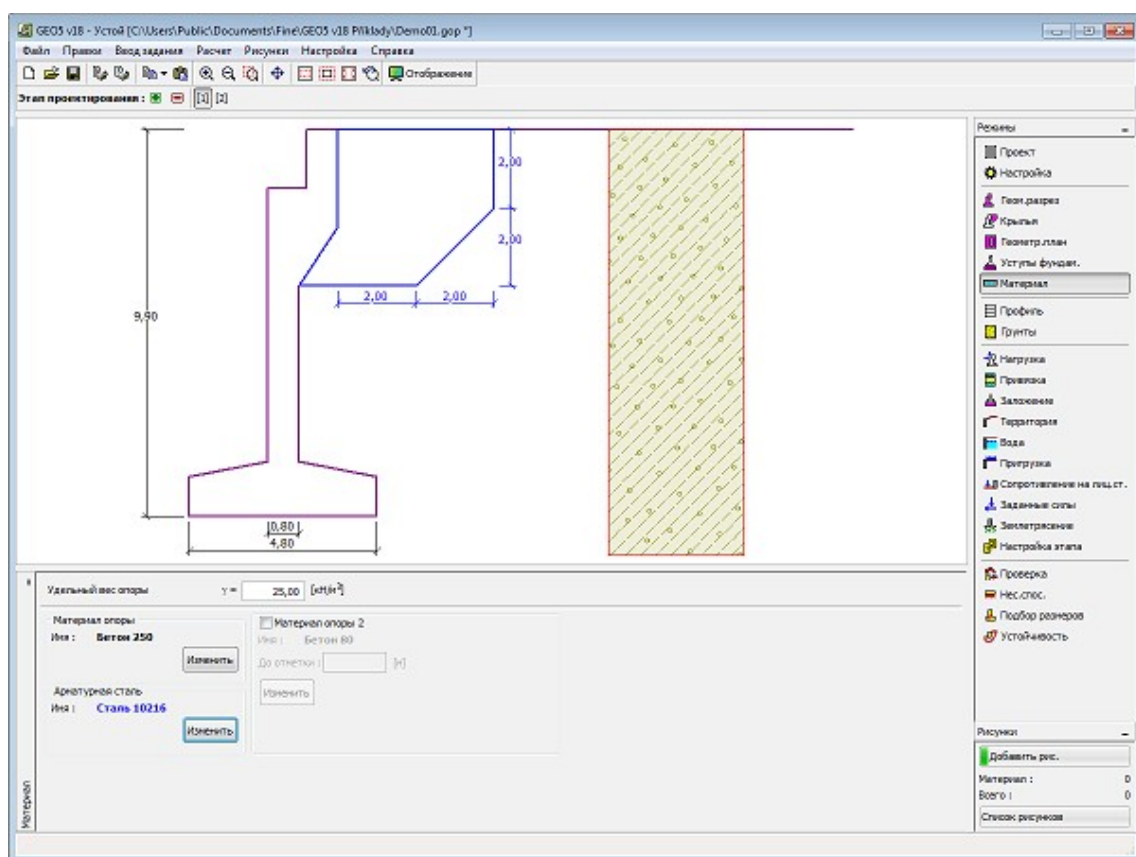 GEO5 v18 - Устой [C:\Users\Public\Documents\Fine\GEO5 v18 Příklady\Demo01.gop *]
Файл Правки Ввод задания Расчет Рисунки Настройка Справка
Отображение
Этап проектирования : [1] [2]
2,00
2,00
2,00 2,00
9,90
0,80
4,80
Режимы
Проект
Настройка
Геом.разрез
Крылья
Геометр.план
Уступы фундам.
Материал
Профиль
Грунты
Нагрузка
Привязка
Заложение
Территория
Вода
Пригрузка
Сопротивление на лиц.ст.
Заданные силы
Землетрясение
Настройка этапа
Проверка
Нес.спос.
Подбор размеров
Устойчивость
Рисунки
Добавить рис.
Материал : 0
Всего : 0
Список рисунков
Удельный вес опоры γ = 25,00 [кН/м³]
Материал опоры
Имя : Бетон 250
Изменить
Арматурная сталь
Имя : Сталь 10216
Изменить
Материал опоры 2
Имя : Бетон 80
До отметки : [м]
Изменить
Материал